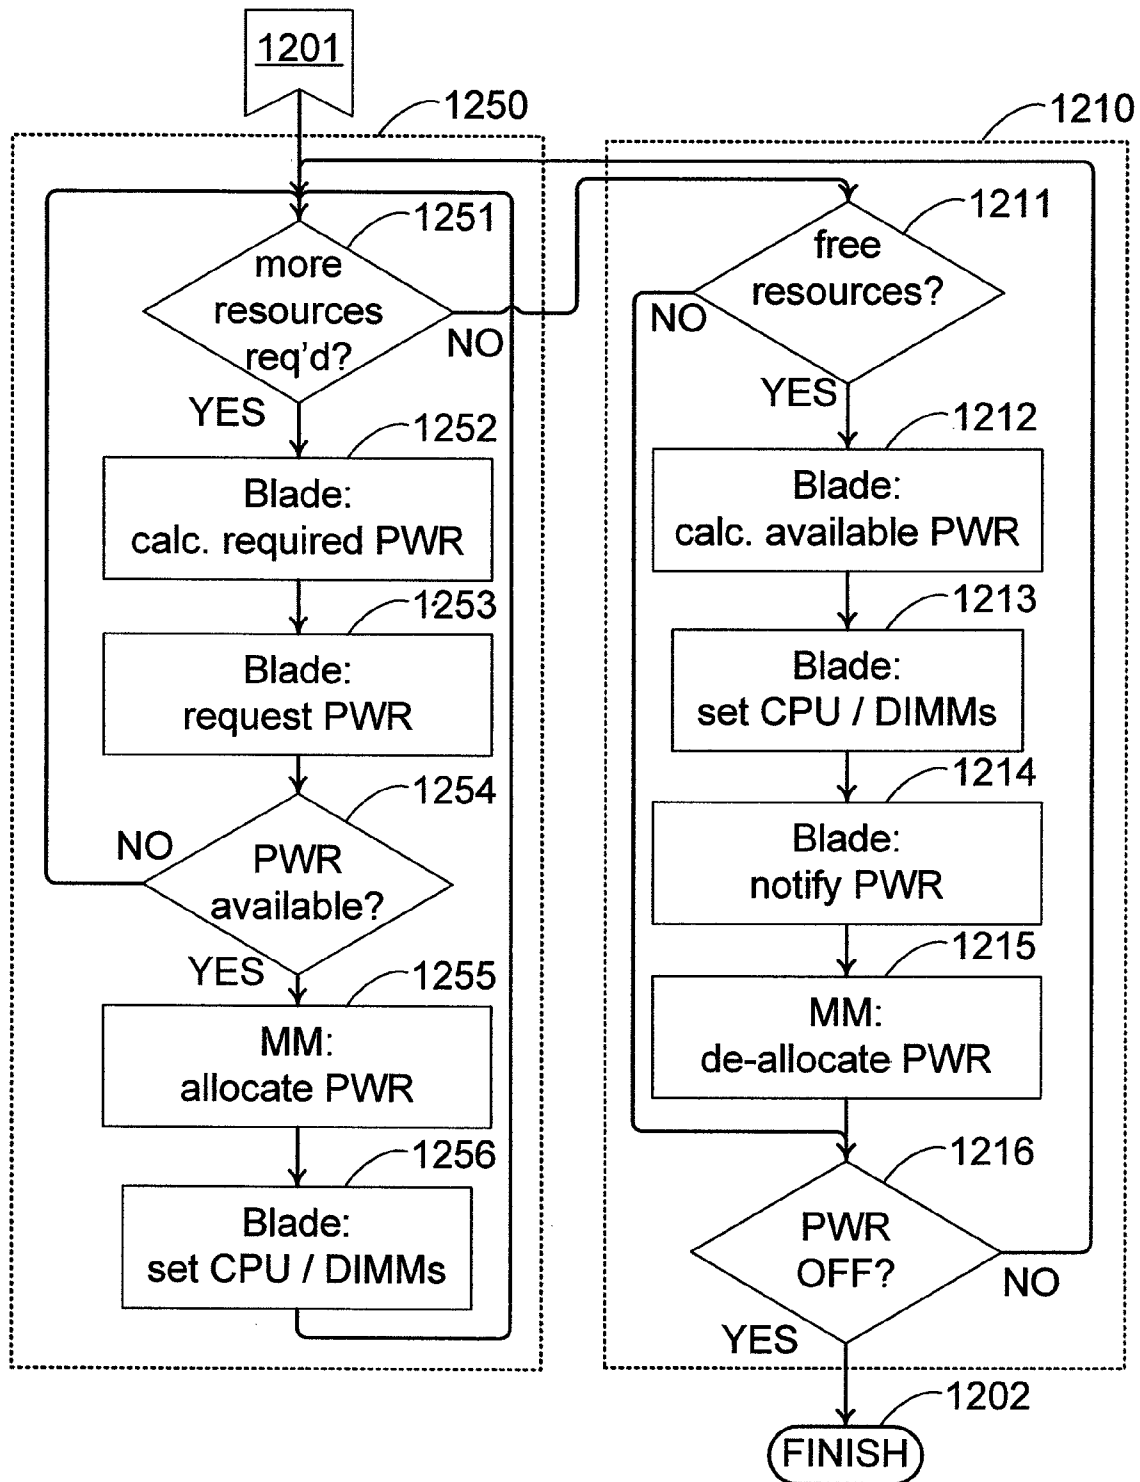 1201
1250
1210
1251
more
resources
req'd?
NO
YES
1252
Blade:
calc. required PWR
1253
Blade:
request PWR
1254
NO
PWR
available?
YES
1255
MM:
allocate PWR
1256
Blade:
set CPU / DIMMs
1211
free
resources?
NO
YES
1212
Blade:
calc. available PWR
1213
Blade:
set CPU / DIMMs
1214
Blade:
notify PWR
1215
MM:
de-allocate PWR
1216
PWR
OFF?
NO
YES
1202
FINISH